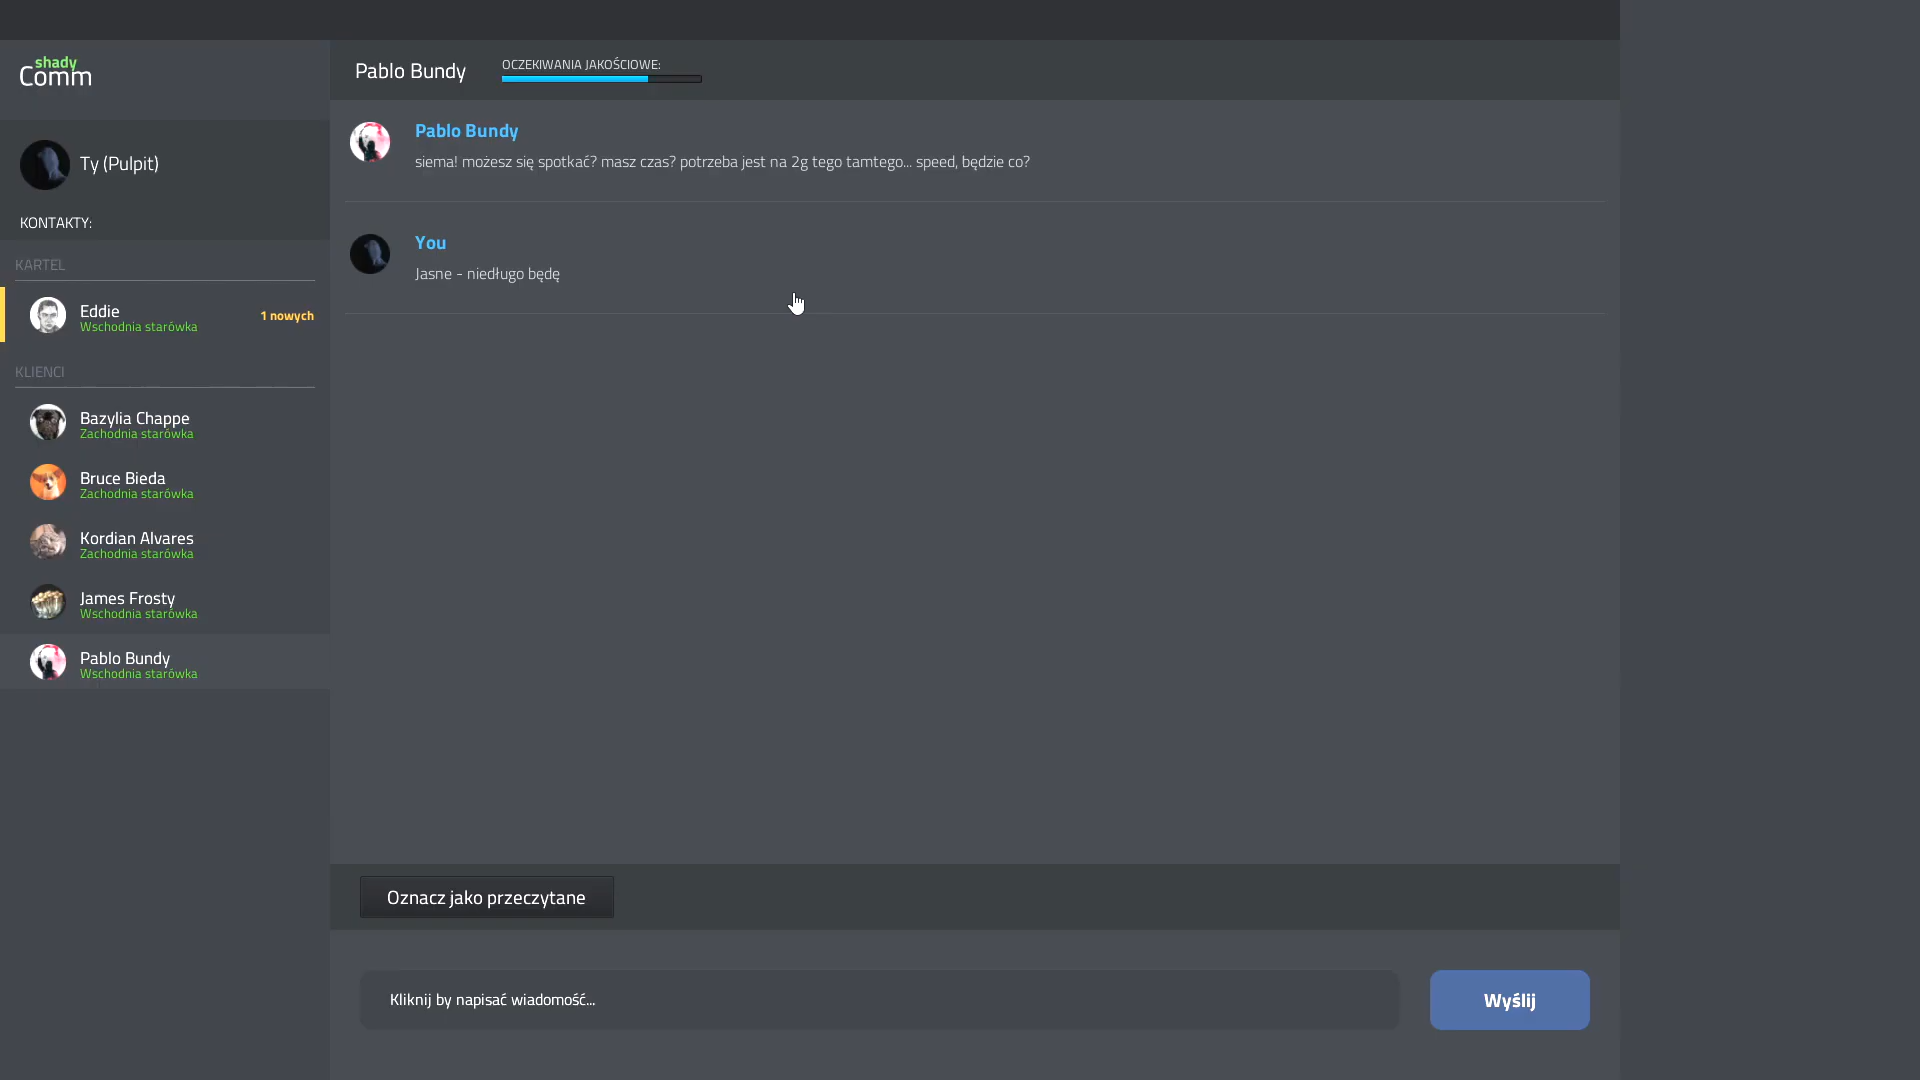 shady
Comm
Pablo Bundy
OCZEKIWANIA JAKOŚCIOWE:
Ty (Pulpit)
KONTAKTY:
KARTEL
Eddie
Wschodnia starówka
1 nowych
KLIENCI
Bazylia Chappe
Zachodnia starówka
Bruce Bieda
Zachodnia starówka
Kordian Alvares
Zachodnia starówka
James Frosty
Wschodnia starówka
Pablo Bundy
Wschodnia starówka
Pablo Bundy
siema! możesz się spotkać? masz czas? potrzeba jest na 2g tego tamtego... speed, będzie co?
You
Jasne - niedługo będę
Oznacz jako przeczytane
Kliknij by napisać wiadomość...
Wyślij